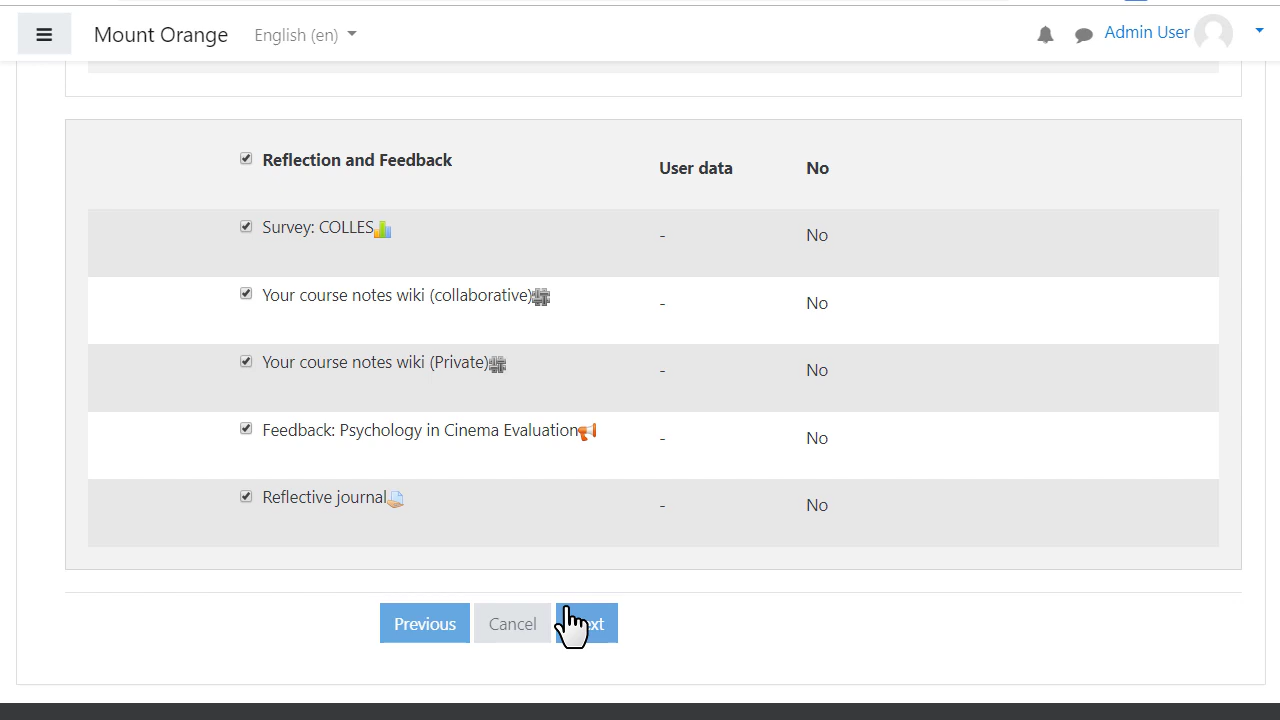 Mount Orange English (en) Admin User
Reflection and Feedback User data No
Survey: COLLES - No
Your course notes wiki (collaborative) - No
Your course notes wiki (Private) - No
Feedback: Psychology in Cinema Evaluation - No
Reflective journal - No
Previous Cancel